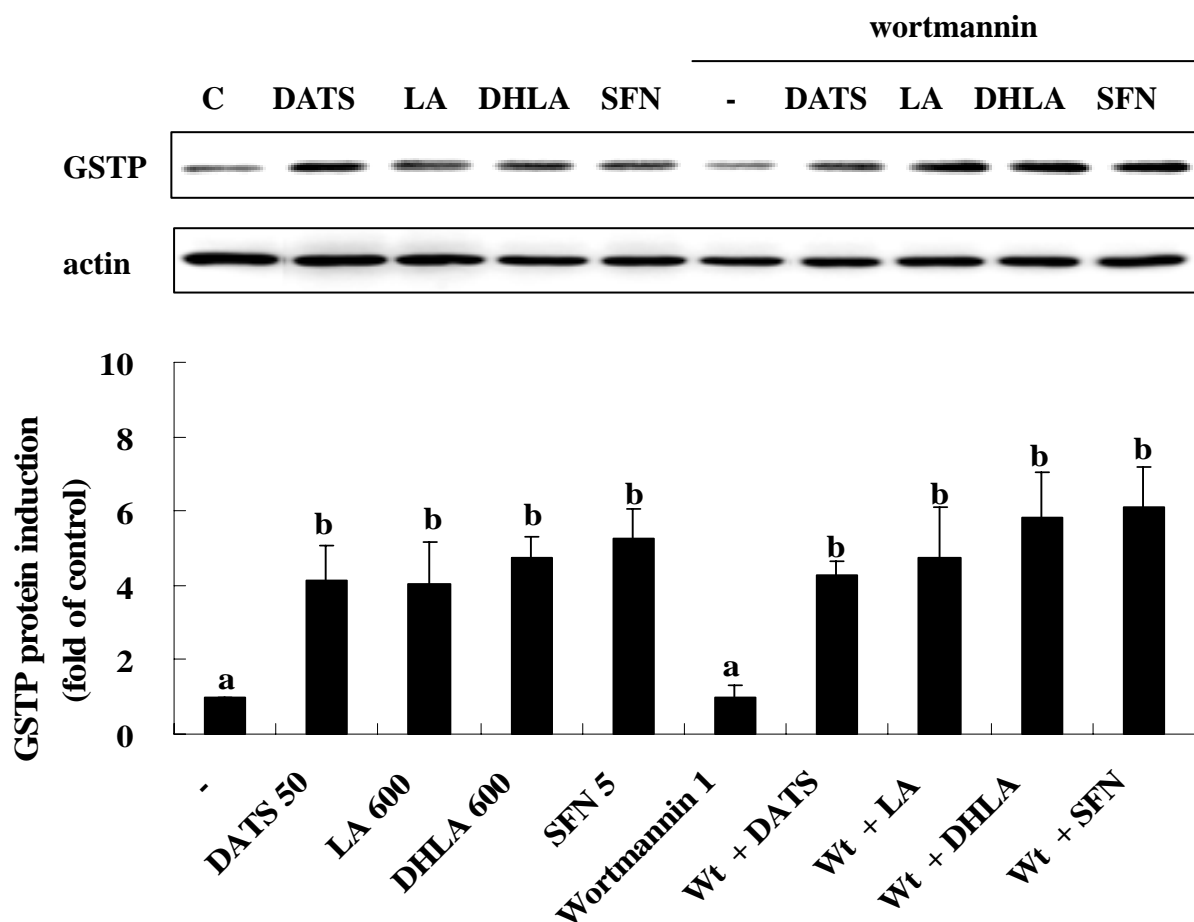 wortmannin
C DATS LA DHLA SFN - DATS LA DHLA SFN
GSTP
actin
GSTP protein induction
(fold of control)
10
8
6
4
2
0
b b b b b b b b
a a
- DATS 50 LA 600 DHLA 600 SFN 5 Wortmannin 1 Wt + DATS Wt + LA Wt + DHLA Wt + SFN